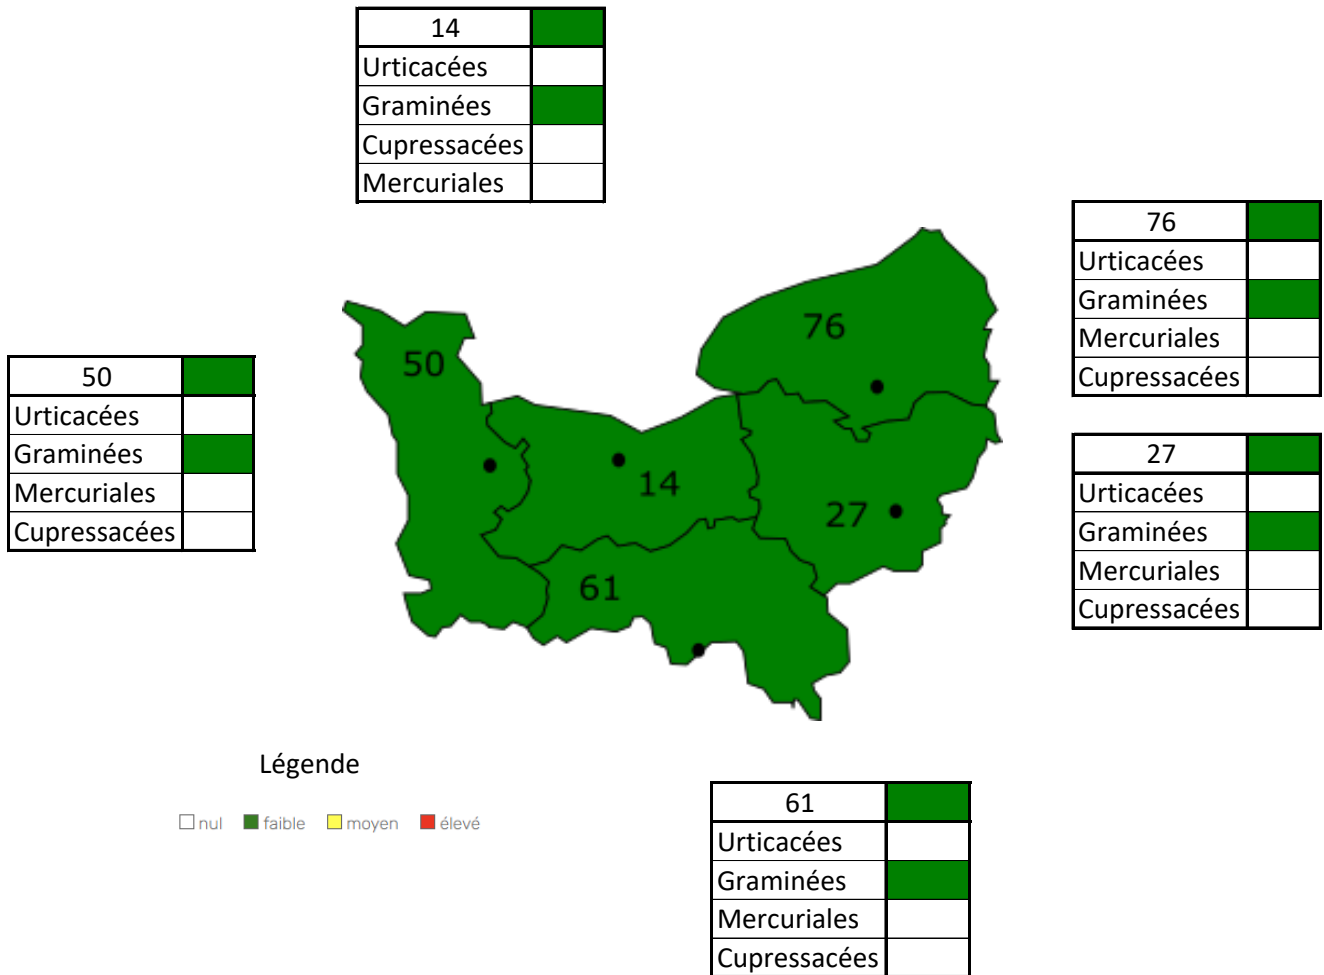 14
Urticacées
Graminées
Cupressacées
Mercuriales
76
Urticacées
Graminées
Mercuriales
Cupressacées
50
Urticacées
Graminées
Mercuriales
Cupressacées
27
Urticacées
Graminées
Mercuriales
Cupressacées
76
50
14
27
61
Légende
nul faible moyen élevé
61
Urticacées
Graminées
Mercuriales
Cupressacées